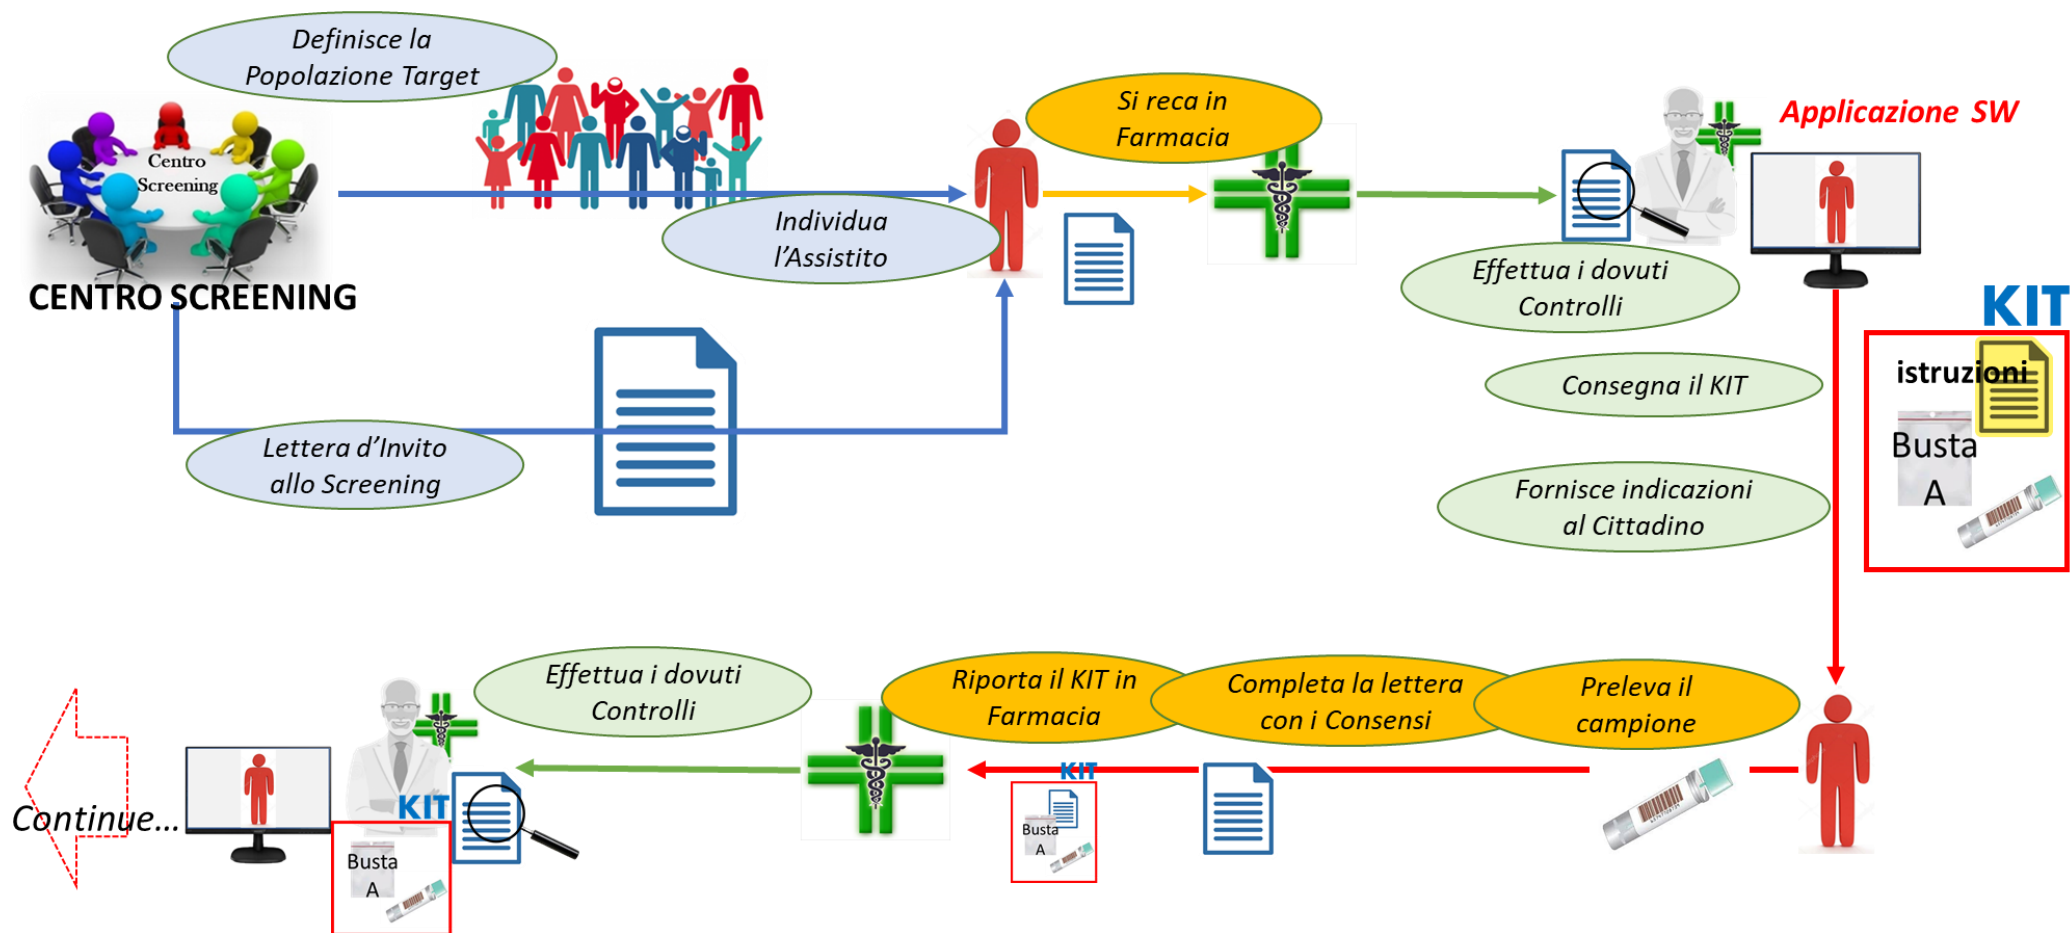 Definisce la
Popolazione Target
Centro
Screening
CENTRO SCREENING
Individua
l'Assistito
Lettera d'Invito
allo Screening
Si reca in
Farmacia
Applicazione SW
Effettua i dovuti
Controlli
Consegna il KIT
Fornisce indicazioni
al Cittadino
KIT
istruzioni
Busta
A
Preleva il
campione
Completa la lettera
con i Consensi
Riporta il KIT in
Farmacia
KIT
Busta
A
Effettua i dovuti
Controlli
KIT
Busta
A
Continue...